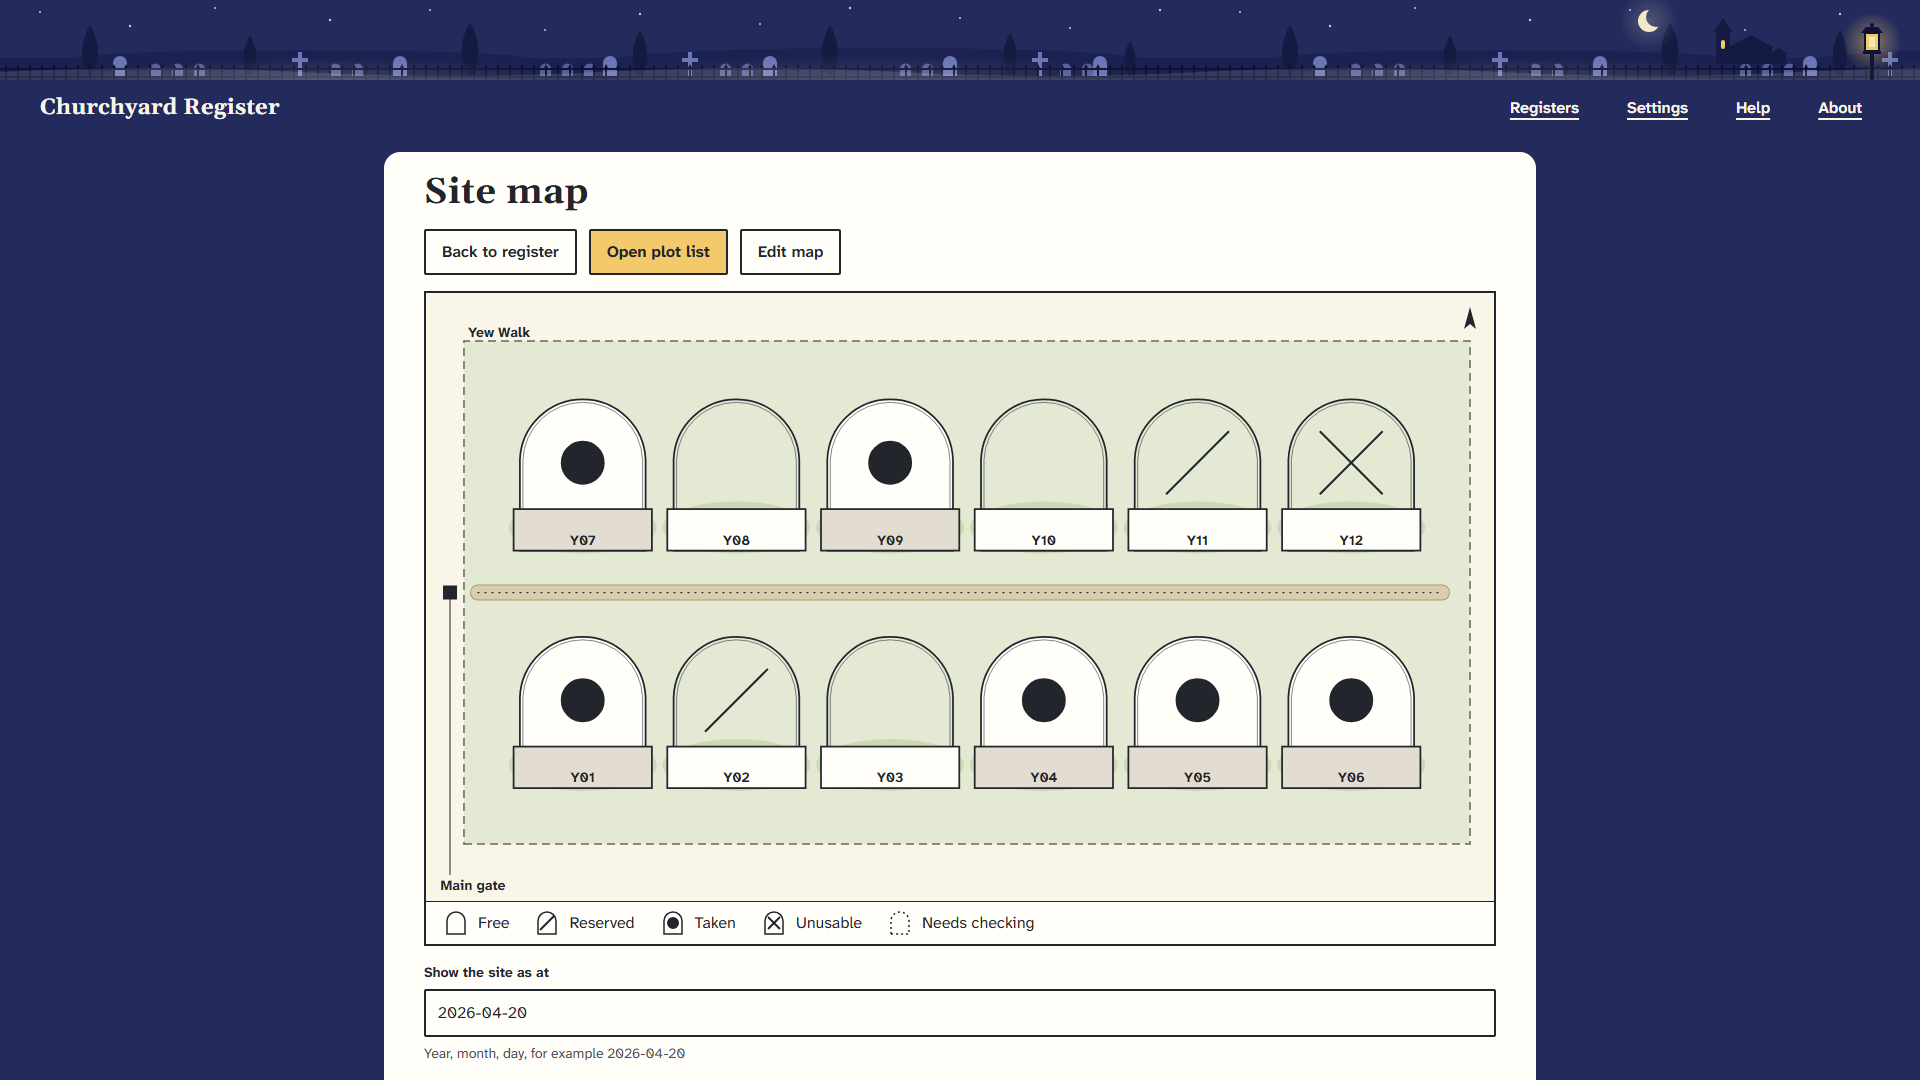 Churchyard Register
Registers Settings Help About
Site map
Back to register Open plot list Edit map
Yew Walk
Y07 Y08 Y09 Y10 Y11 Y12
Y01 Y02 Y03 Y04 Y05 Y06
Main gate
Free Reserved Taken Unusable Needs checking
Show the site as at
2026-04-20
Year, month, day, for example 2026-04-20